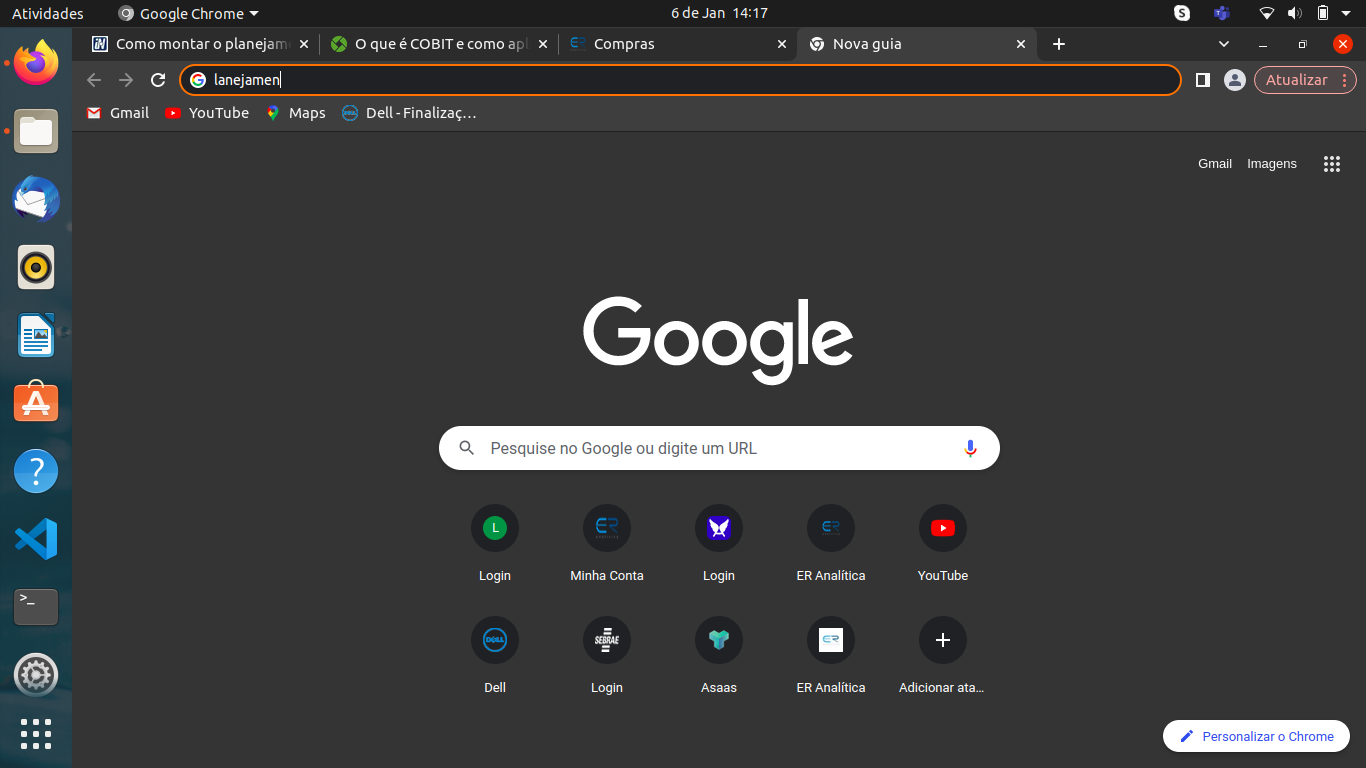 Atividades Google Chrome 6 de Jan 14:17
Como montar o planejam O que é COBIT e como apl Compras Nova guia
lanejamen Atualizar
Gmail YouTube Maps Dell - Finalizaç…
Gmail Imagens
Google
Pesquise no Google ou digite um URL
L
Login Minha Conta Login ER Analítica YouTube
DELL SEBRAE ER
Dell Login Asaas ER Analítica Adicionar ata…
Personalizar o Chrome